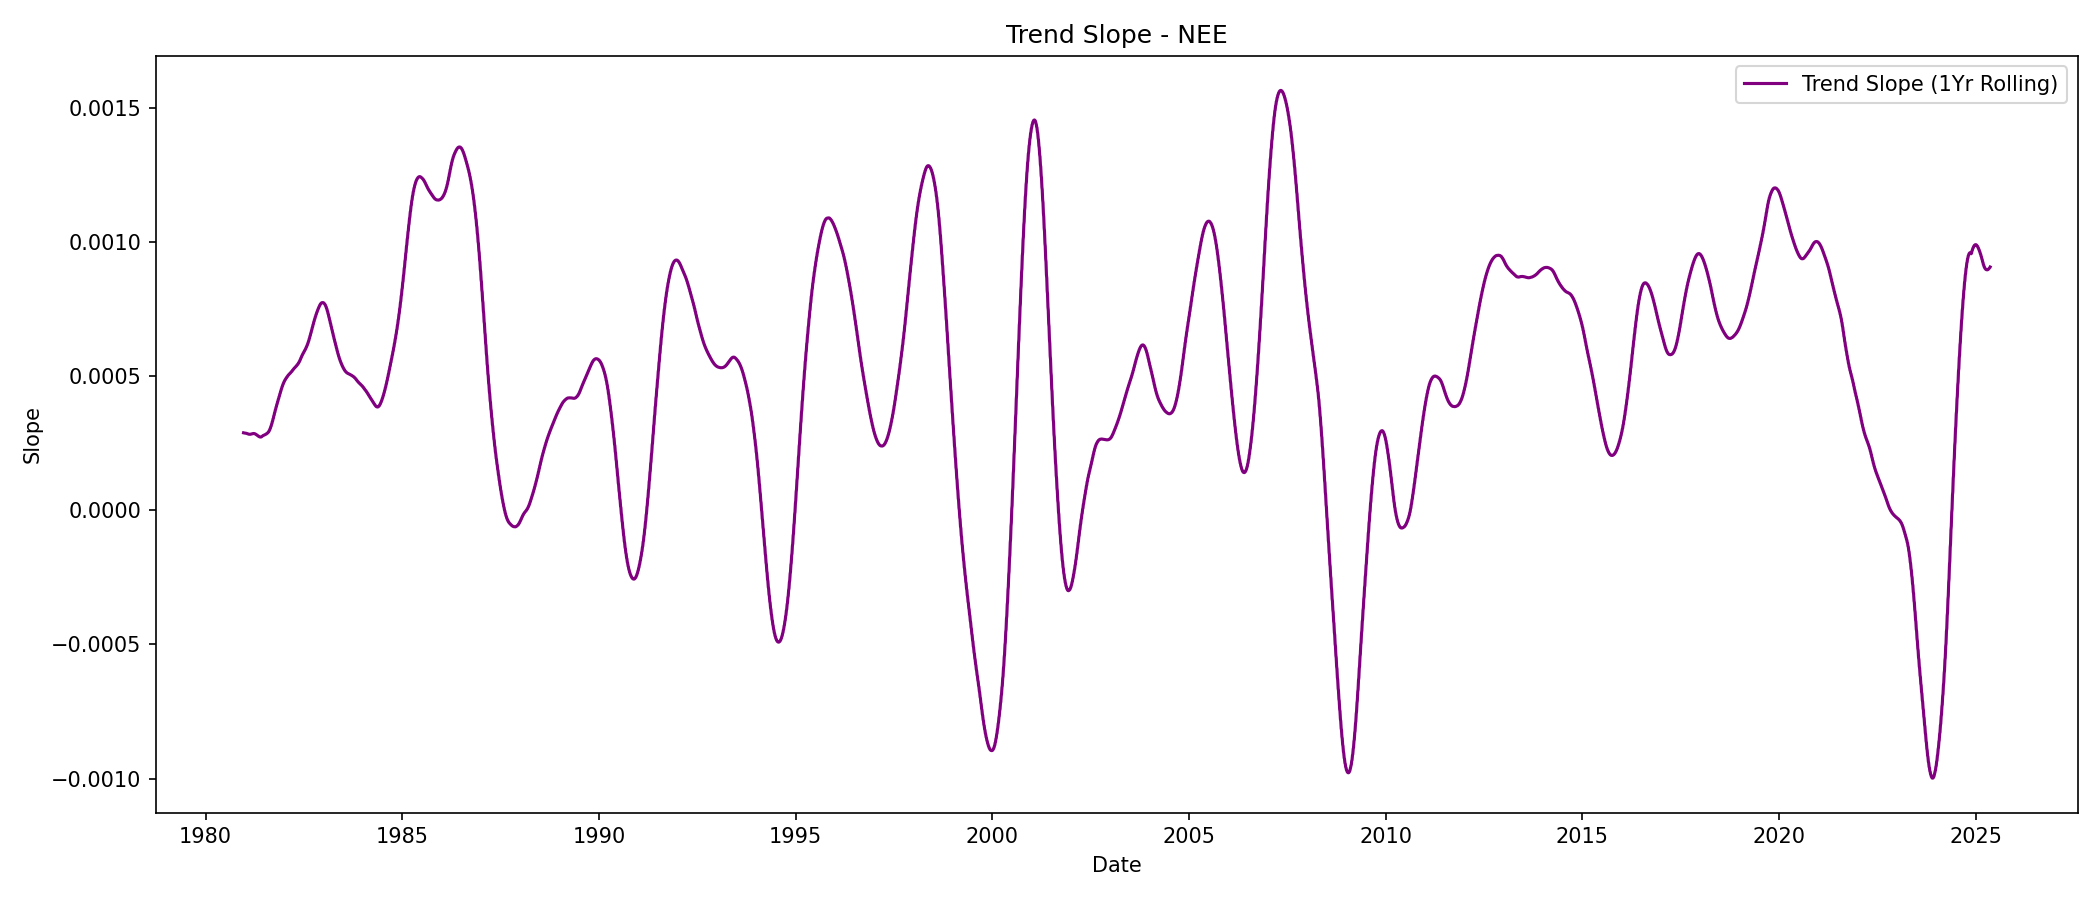 Trend Slope - NEE
Trend Slope (1Yr Rolling)
0.0015
0.0010
0.0005
0.0000
−0.0005
−0.0010
Slope
1980 1985 1990 1995 2000 2005 2010 2015 2020 2025
Date